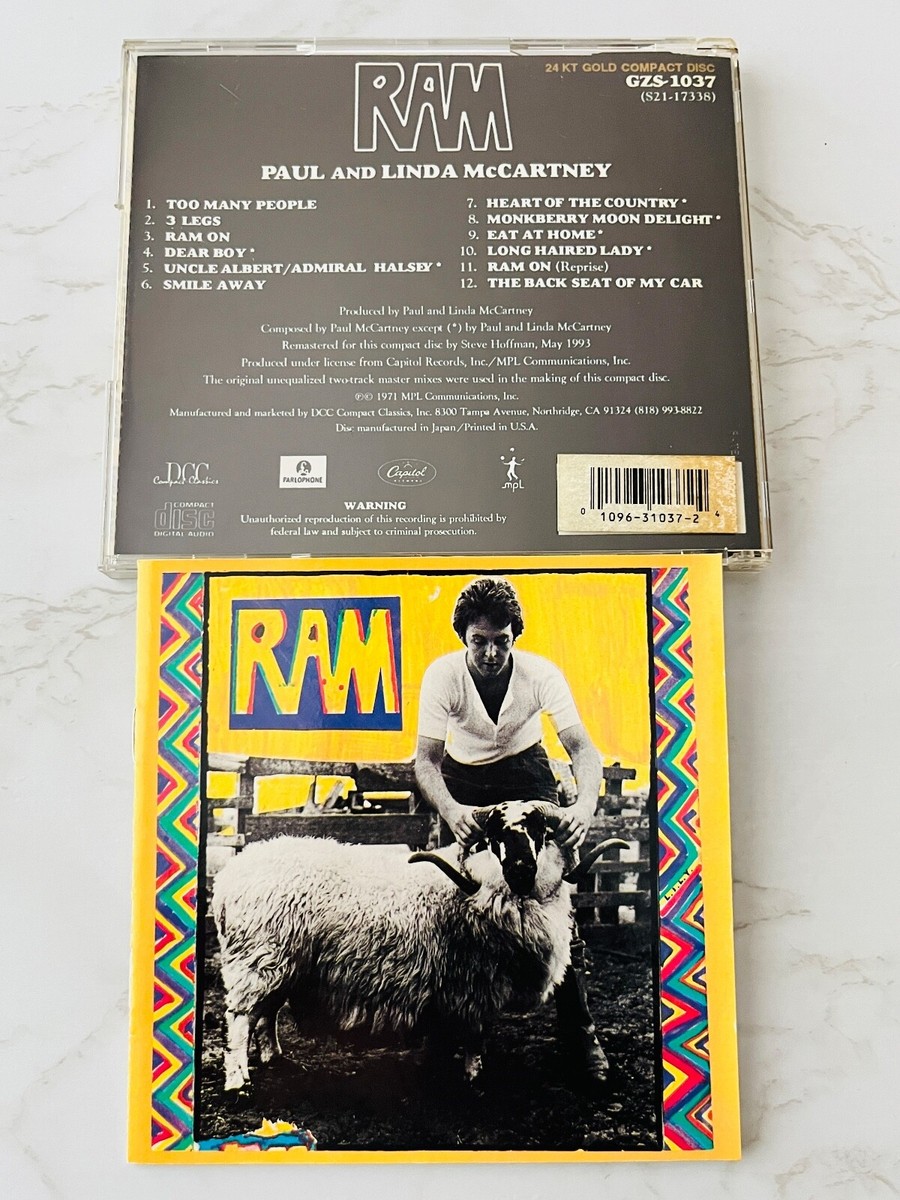 RAM
24 KT GOLD COMPACT DISC
GZS-1037
(S21-17338)
PAUL AND LINDA McCARTNEY
1. TOO MANY PEOPLE
2. 3 LEGS
3. RAM ON
4. DEAR BOY *
5. UNCLE ALBERT/ADMIRAL HALSEY *
6. SMILE AWAY
7. HEART OF THE COUNTRY *
8. MONKBERRY MOON DELIGHT *
9. EAT AT HOME *
10. LONG HAIRED LADY *
11. RAM ON (Reprise)
12. THE BACK SEAT OF MY CAR
Produced by Paul and Linda McCartney
Composed by Paul McCartney except (*) by Paul and Linda McCartney
Remastered for this compact disc by Steve Hoffman, May 1993
Produced under license from Capitol Records, Inc./MPL Communications, Inc.
The original unequalized two-track master mixes were used in the making of this compact disc.
℗© 1971 MPL Communications, Inc.
Manufactured and marketed by DCC Compact Classics, Inc. 8300 Tampa Avenue, Northridge, CA 91324 (818) 993-8822
Disc manufactured in Japan/Printed in U.S.A.
DCC
Compact Classics
PARLOPHONE
Capitol
RECORDS
MPL
COMPACT
disc
DIGITAL AUDIO
WARNING
Unauthorized reproduction of this recording is prohibited by
federal law and subject to criminal prosecution.
0 1096-31037-2 4
RAM